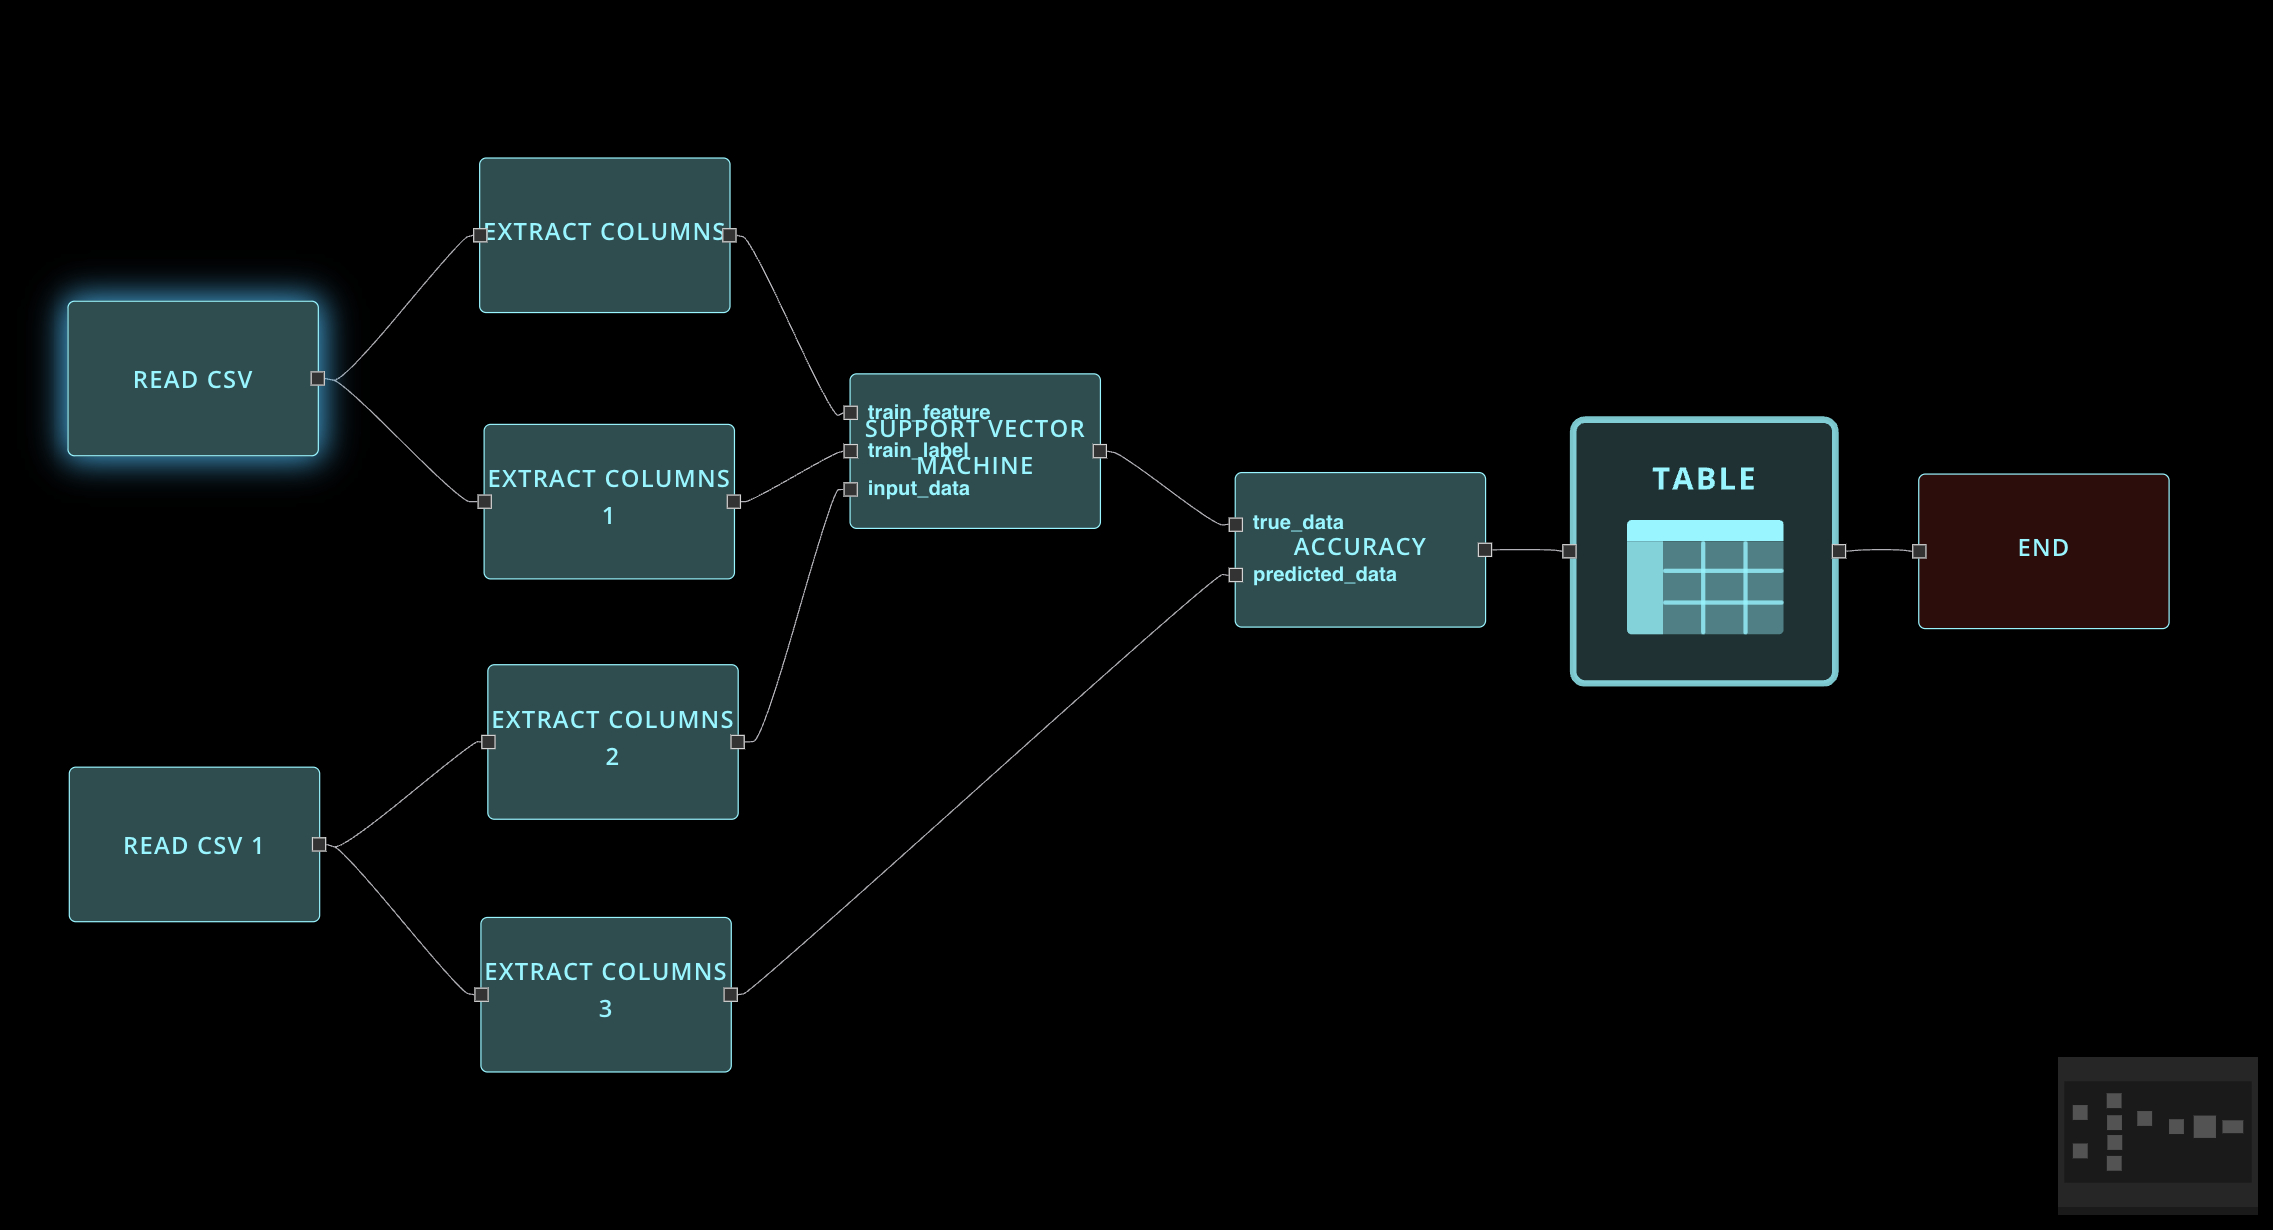 READ CSV
EXTRACT COLUMNS
EXTRACT COLUMNS
1
READ CSV 1
EXTRACT COLUMNS
2
EXTRACT COLUMNS
3
train_feature
SUPPORT VECTOR
train_label
MACHINE
input_data
true_data
ACCURACY
predicted_data
TABLE
END